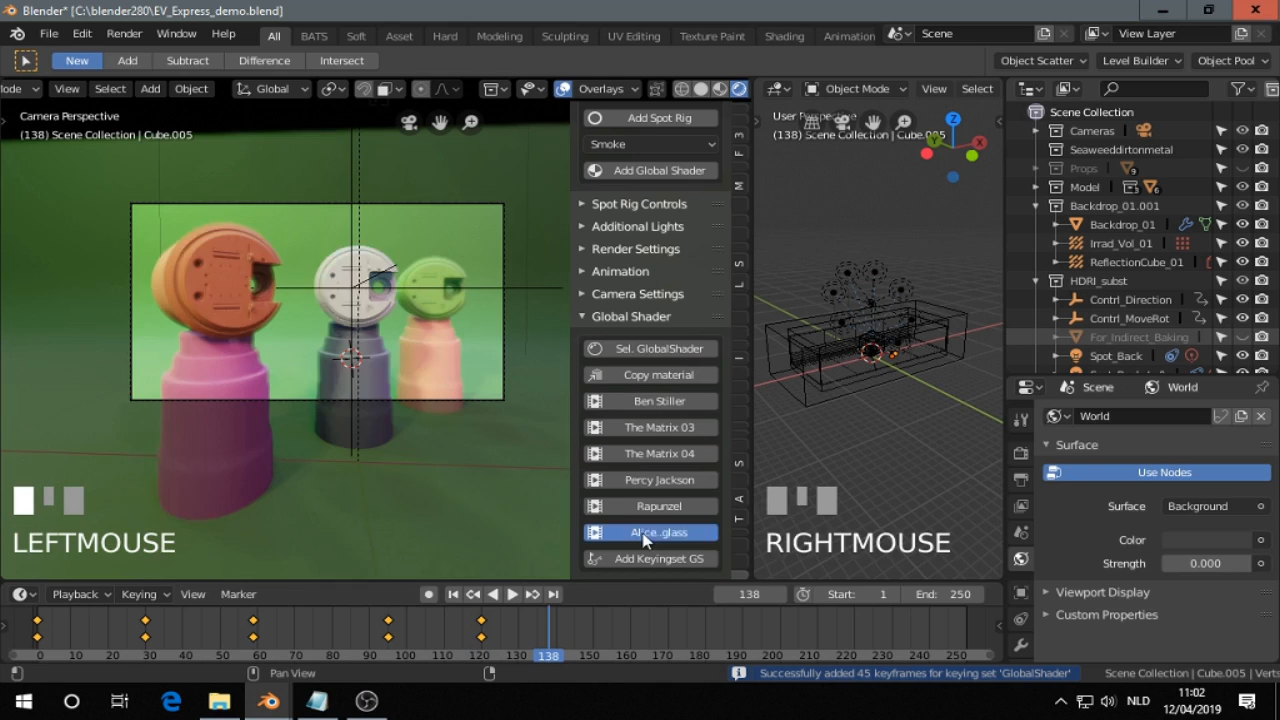 Blender* [C:\blender280\EV_Express_demo.blend]
File Edit Render Window Help All BATS Soft Asset Hard Modeling Sculpting UV Editing Texture Paint Shading Animation Scene View Layer
New Add Subtract Difference Intersect Object Scatter Level Builder Object Pool
lode View Select Add Object Global Overlays Object Mode View Select
Camera Perspective
(138) Scene Collection | Cube.005
Add Spot Rig
Smoke
Add Global Shader
Spot Rig Controls
Additional Lights
Render Settings
Animation
Camera Settings
Global Shader
Sel. GlobalShader
Copy material
Ben Stiller
The Matrix 03
The Matrix 04
Percy Jackson
Rapunzel
Alice..glass
Add Keyingset GS
3
F
M
S
L
I
S
A
T
(138) Scene Collection | Cube.005
Z
X
Y
LEFTMOUSE
RIGHTMOUSE
Scene Collection
Cameras
Seaweeddirtonmetal
Props 9
Model 3 6
Backdrop_01.001
Backdrop_01
Irrad_Vol_01
ReflectionCube_01
HDRI_subst
Contrl_Direction
Contrl_MoveRot
For_Indirect_Baking
Spot_Back
Scene World
World
Surface
Use Nodes
Surface Background
Color
Strength 0.000
Viewport Display
Custom Properties
Playback Keying View Marker 138 Start: 1 End: 250
0 10 20 30 40 50 60 70 80 90 100 110 120 130 138 150 160 170 180 190 200 210 220 230 240 250
Pan View Successfully added 45 keyframes for keying set 'GlobalShader' Scene Collection | Cube.005 | Verts
NLD 11:02
12/04/2019